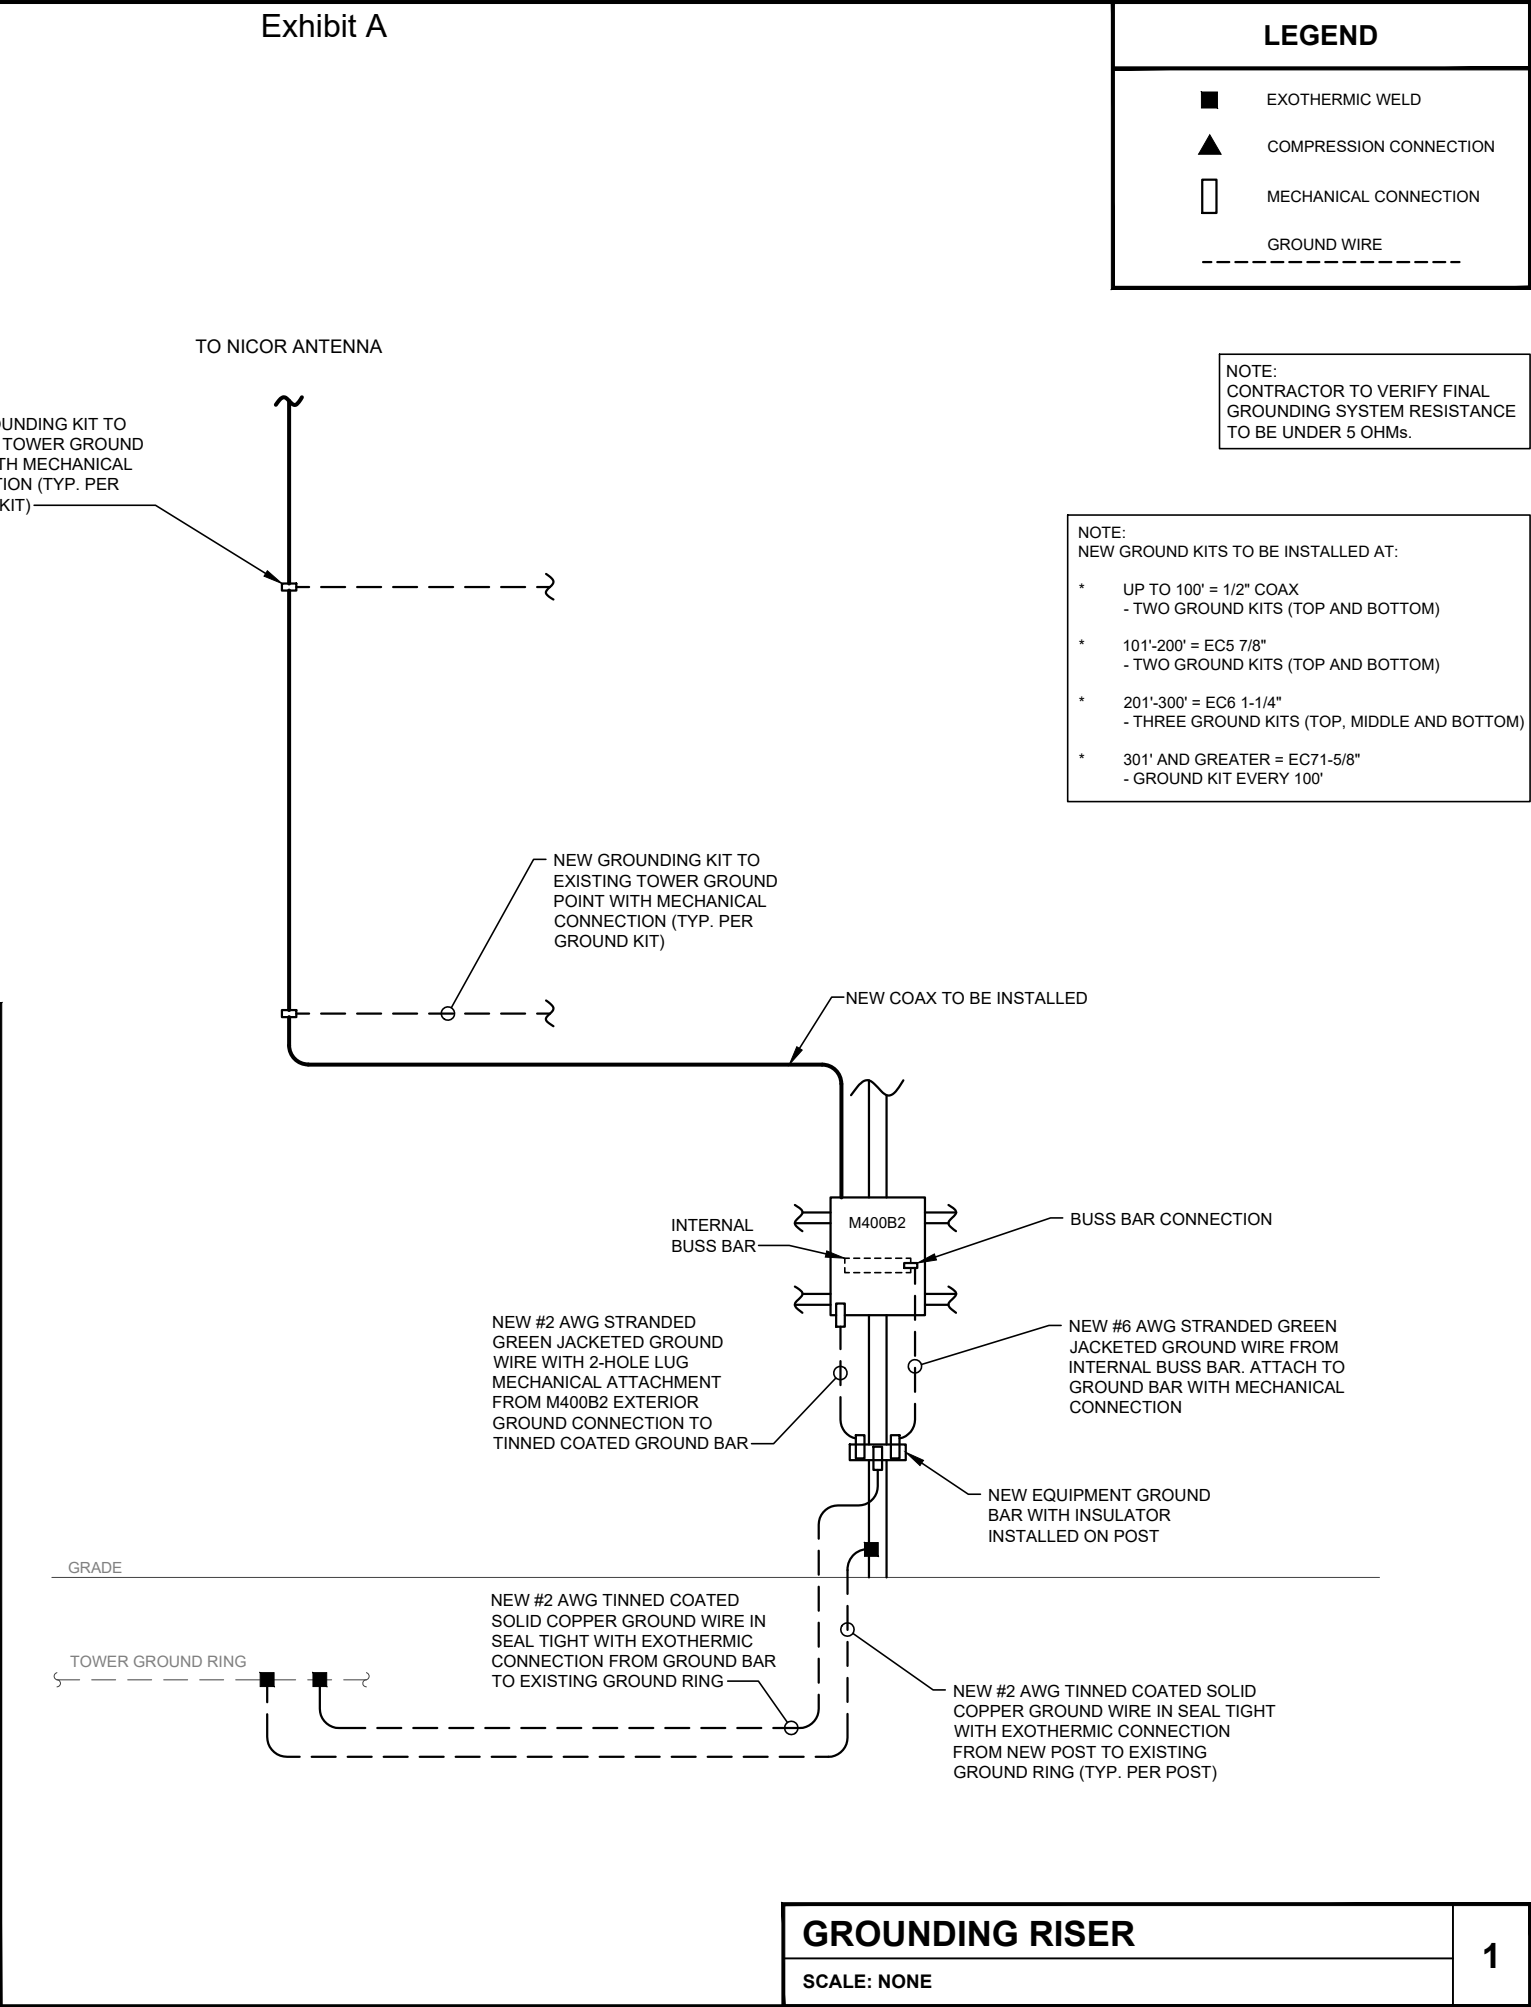 Exhibit A
LEGEND
EXOTHERMIC WELD
COMPRESSION CONNECTION
MECHANICAL CONNECTION
GROUND WIRE
TO NICOR ANTENNA
NOTE:
CONTRACTOR TO VERIFY FINAL
GROUNDING SYSTEM RESISTANCE
TO BE UNDER 5 OHMs.
KIT TO
TOWER GROUND
MECHANICAL
(TYP. PER
KIT)
NOTE:
NEW GROUND KITS TO BE INSTALLED AT:
* UP TO 100' = 1/2" COAX
- TWO GROUND KITS (TOP AND BOTTOM)
* 101'-200' = EC5 7/8"
- TWO GROUND KITS (TOP AND BOTTOM)
* 201'-300' = EC6 1-1/4"
- THREE GROUND KITS (TOP, MIDDLE AND BOTTOM)
* 301' AND GREATER = EC71-5/8"
- GROUND KIT EVERY 100'
NEW GROUNDING KIT TO
EXISTING TOWER GROUND
POINT WITH MECHANICAL
CONNECTION (TYP. PER
GROUND KIT)
NEW COAX TO BE INSTALLED
INTERNAL
BUSS BAR
M400B2
BUSS BAR CONNECTION
NEW #2 AWG STRANDED
GREEN JACKETED GROUND
WIRE WITH 2-HOLE LUG
MECHANICAL ATTACHMENT
FROM M400B2 EXTERIOR
GROUND CONNECTION TO
TINNED COATED GROUND BAR
NEW #6 AWG STRANDED GREEN
JACKETED GROUND WIRE FROM
INTERNAL BUSS BAR. ATTACH TO
GROUND BAR WITH MECHANICAL
CONNECTION
NEW EQUIPMENT GROUND
BAR WITH INSULATOR
INSTALLED ON POST
GRADE
NEW #2 AWG TINNED COATED
SOLID COPPER GROUND WIRE IN
SEAL TIGHT WITH EXOTHERMIC
CONNECTION FROM GROUND BAR
TO EXISTING GROUND RING
TOWER GROUND RING
NEW #2 AWG TINNED COATED SOLID
COPPER GROUND WIRE IN SEAL TIGHT
WITH EXOTHERMIC CONNECTION
FROM NEW POST TO EXISTING
GROUND RING (TYP. PER POST)
GROUNDING RISER
SCALE: NONE
1